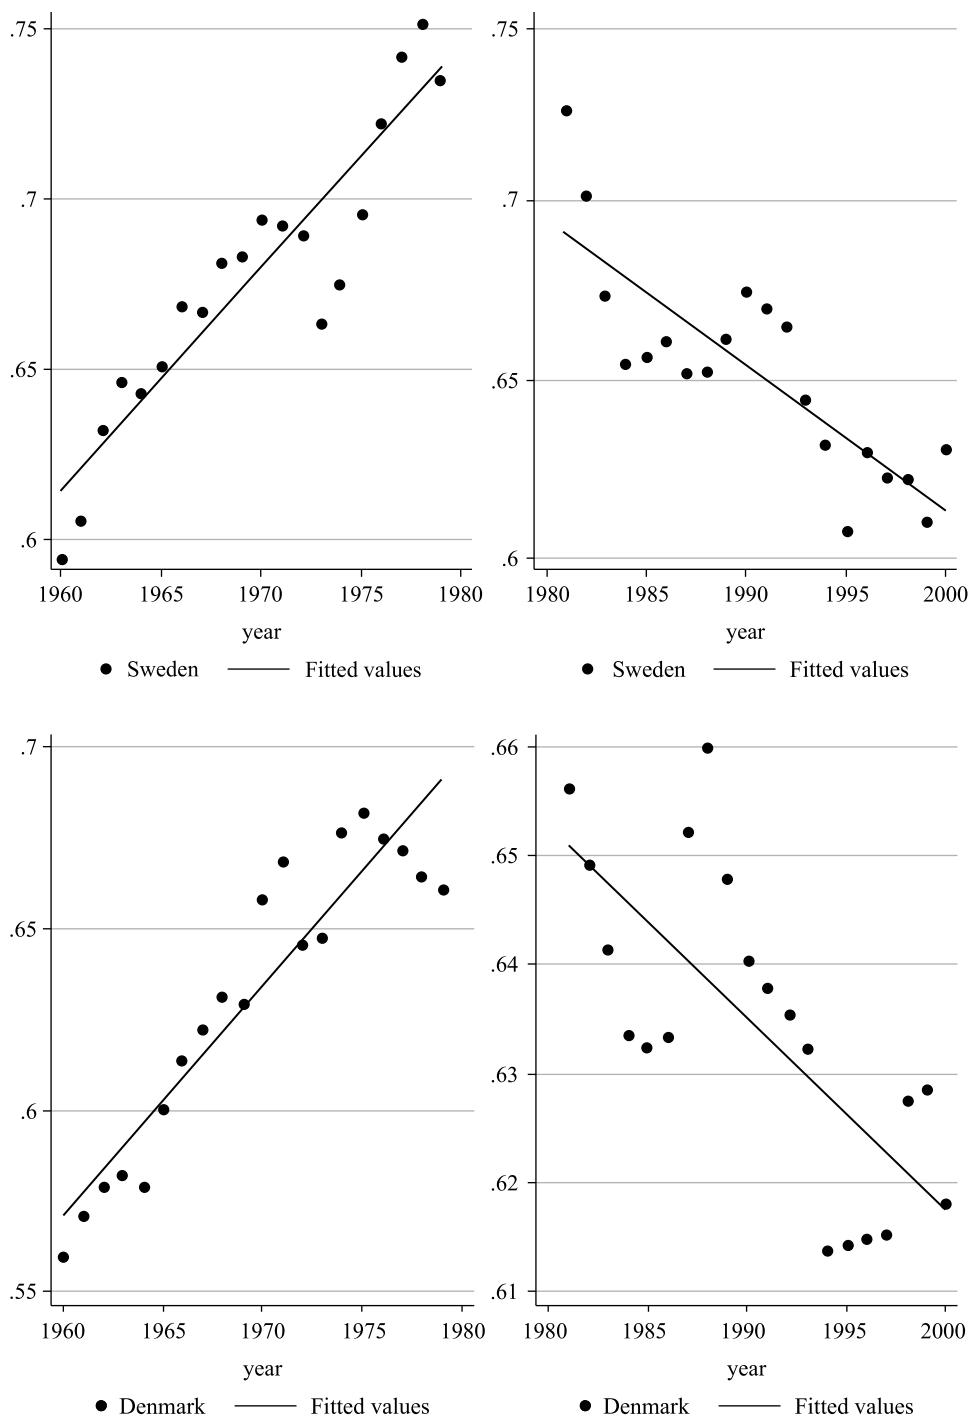 .75
.7
.65
.6
1960 1965 1970 1975 1980
year
Sweden Fitted values
.75
.7
.65
.6
1980 1985 1990 1995 2000
year
Sweden Fitted values
.7
.65
.6
.55
1960 1965 1970 1975 1980
year
Denmark Fitted values
.66
.65
.64
.63
.62
.61
1980 1985 1990 1995 2000
year
Denmark Fitted values